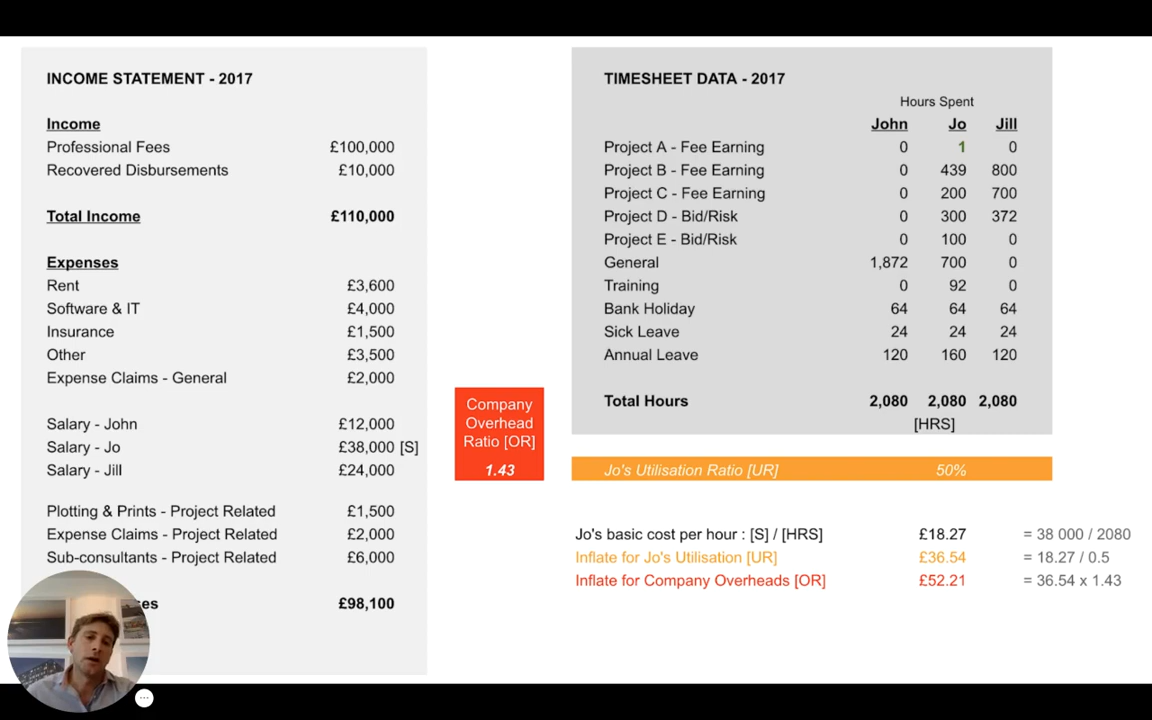 INCOME STATEMENT - 2017
Income
Professional Fees £100,000
Recovered Disbursements £10,000
Total Income £110,000
Expenses
Rent £3,600
Software & IT £4,000
Insurance £1,500
Other £3,500
Expense Claims - General £2,000
Salary - John £12,000
Salary - Jo £38,000 [S]
Salary - Jill £24,000
Plotting & Prints - Project Related £1,500
Expense Claims - Project Related £2,000
Sub-consultants - Project Related £6,000
£98,100
Company
Overhead
Ratio [OR]
1.43
TIMESHEET DATA - 2017
Hours Spent
John Jo Jill
Project A - Fee Earning 0 1 0
Project B - Fee Earning 0 439 800
Project C - Fee Earning 0 200 700
Project D - Bid/Risk 0 300 372
Project E - Bid/Risk 0 100 0
General 1,872 700 0
Training 0 92 0
Bank Holiday 64 64 64
Sick Leave 24 24 24
Annual Leave 120 160 120
Total Hours 2,080 2,080 2,080
[HRS]
Jo's Utilisation Ratio [UR] 50%
Jo's basic cost per hour : [S] / [HRS] £18.27 = 38 000 / 2080
Inflate for Jo's Utilisation [UR] £36.54 = 18.27 / 0.5
Inflate for Company Overheads [OR] £52.21 = 36.54 x 1.43